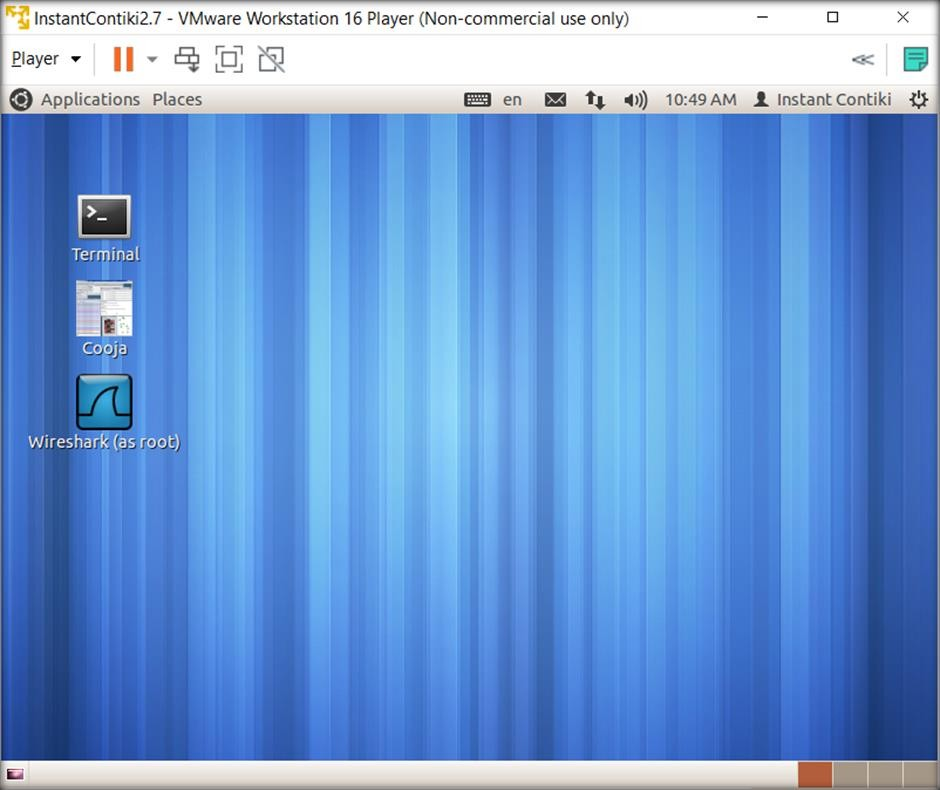 InstantContiki2.7 - VMware Workstation 16 Player (Non-commercial use only)
Player
Applications Places en 10:49 AM Instant Contiki
Terminal
Cooja
Wireshark (as root)